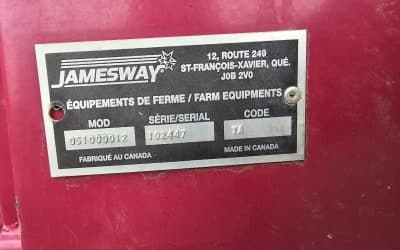 JAMESWAY
12, ROUTE 249
ST-FRANÇOIS-XAVIER, QUÉ.
J0B 2V0
ÉQUIPEMENTS DE FERME / FARM EQUIPMENTS
MOD SÉRIE/SERIAL CODE
051000012 102447 YA
FABRIQUÉ AU CANADA MADE IN CANADA